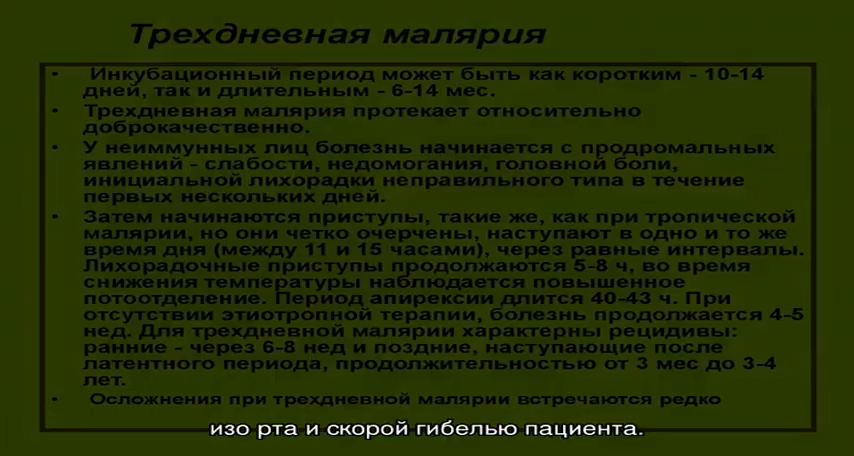 Трехдневная малярия
• Инкубационный период может быть как коротким - 10-14
дней, так и длительным - 6-14 мес.
• Трехдневная малярия протекает относительно
доброкачественно.
• У неиммунных лиц болезнь начинается с продромальных
явлений - слабости, недомогания, головной боли,
инициальной лихорадки неправильного типа в течение
первых нескольких дней.
• Затем начинаются приступы, такие же, как при тропической
малярии, но они четко очерчены, наступают в одно и то же
время дня (между 11 и 15 часами), через равные интервалы.
Лихорадочные приступы продолжаются 5-8 ч, во время
снижения температуры наблюдается повышенное
потоотделение. Период апирексии длится 40-43 ч. При
отсутствии этиотропной терапии, болезнь продолжается 4-5
нед. Для трехдневной малярии характерны рецидивы:
ранние - через 6-8 нед и поздние, наступающие после
латентного периода, продолжительностью от 3 мес до 3-4
лет.
• Осложнения при трехдневной малярии встречаются редко
изо рта и скорой гибелью пациента.